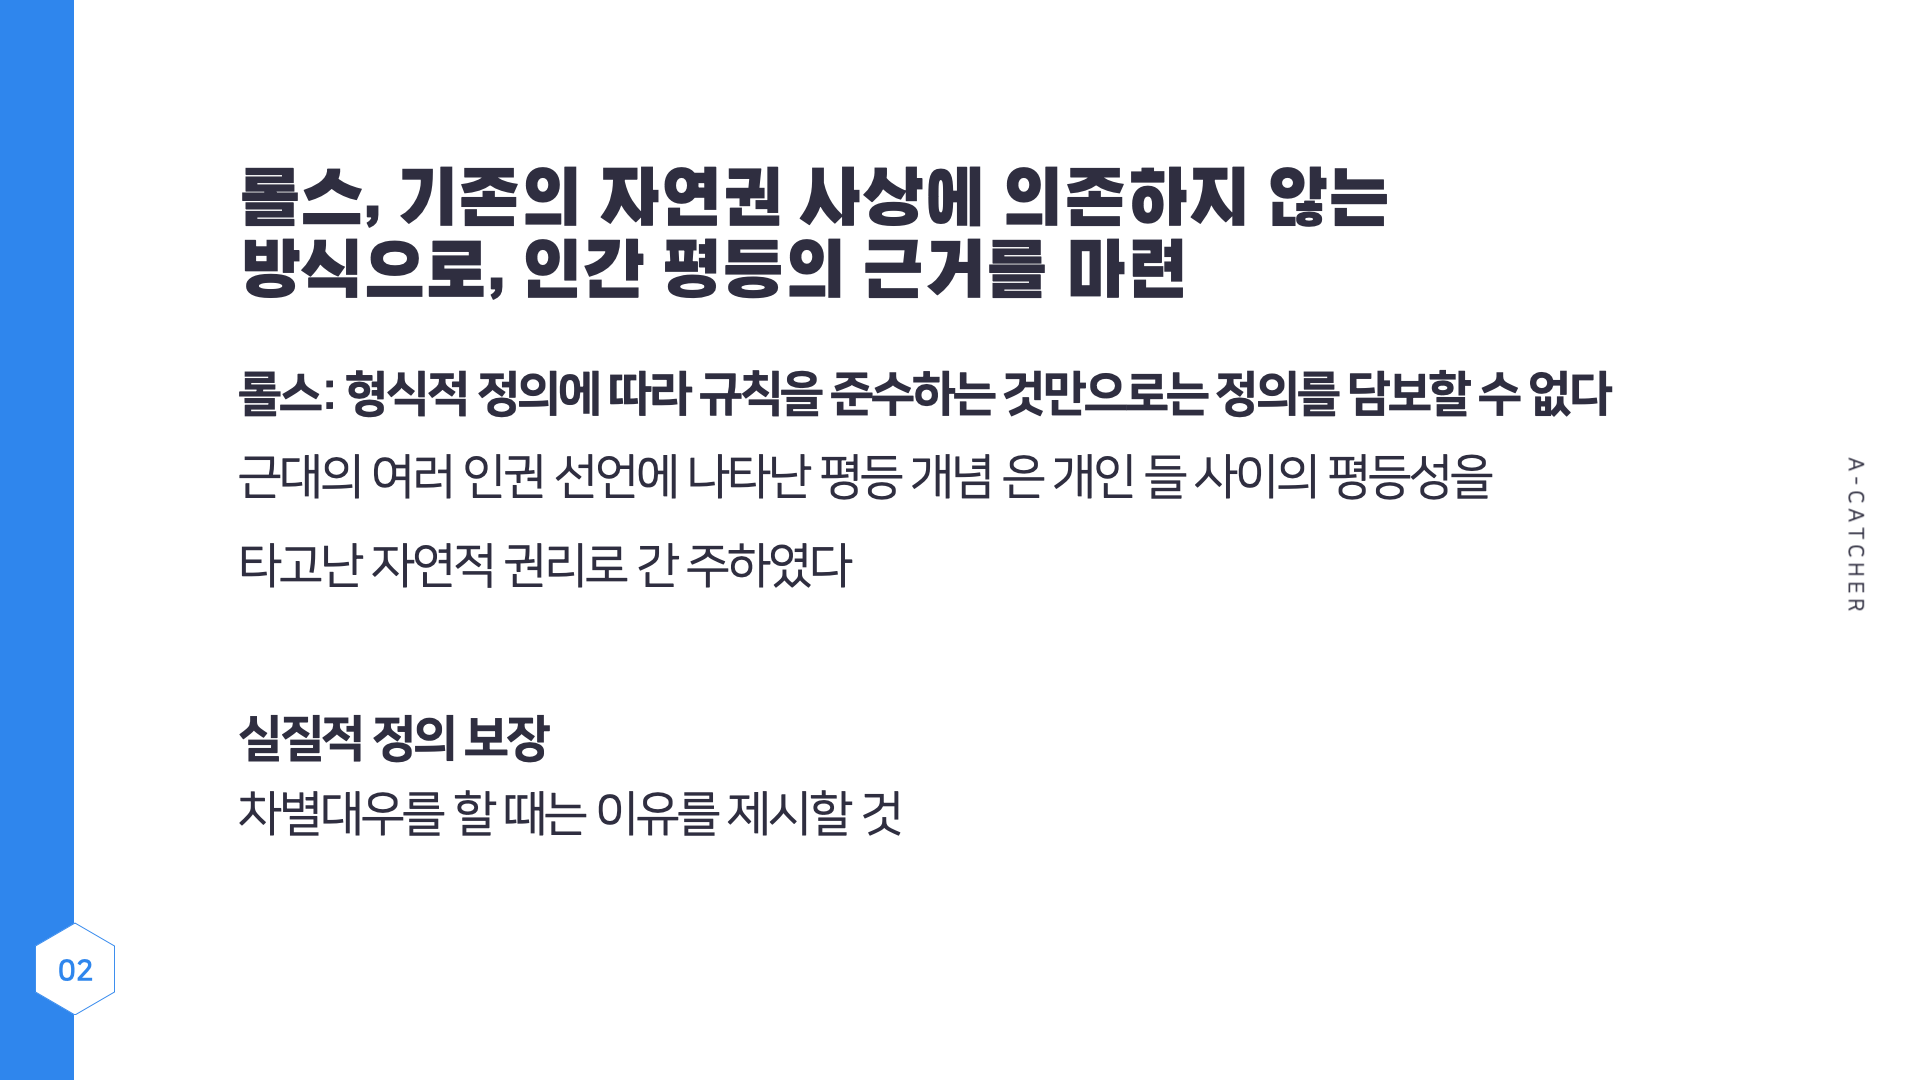 롤스, 기존의 자연권 사상에 의존하지 않는
방식으로, 인간 평등의 근거를 마련
롤스: 형식적 정의에 따라 규칙을 준수하는 것만으로는 정의를 담보할 수 없다
근대의 여러 인권 선언에 나타난 평등 개념 은 개인 들 사이의 평등성을
타고난 자연적 권리로 간 주하였다
실질적 정의 보장
차별대우를 할 때는 이유를 제시할 것
A-CATCHER
02